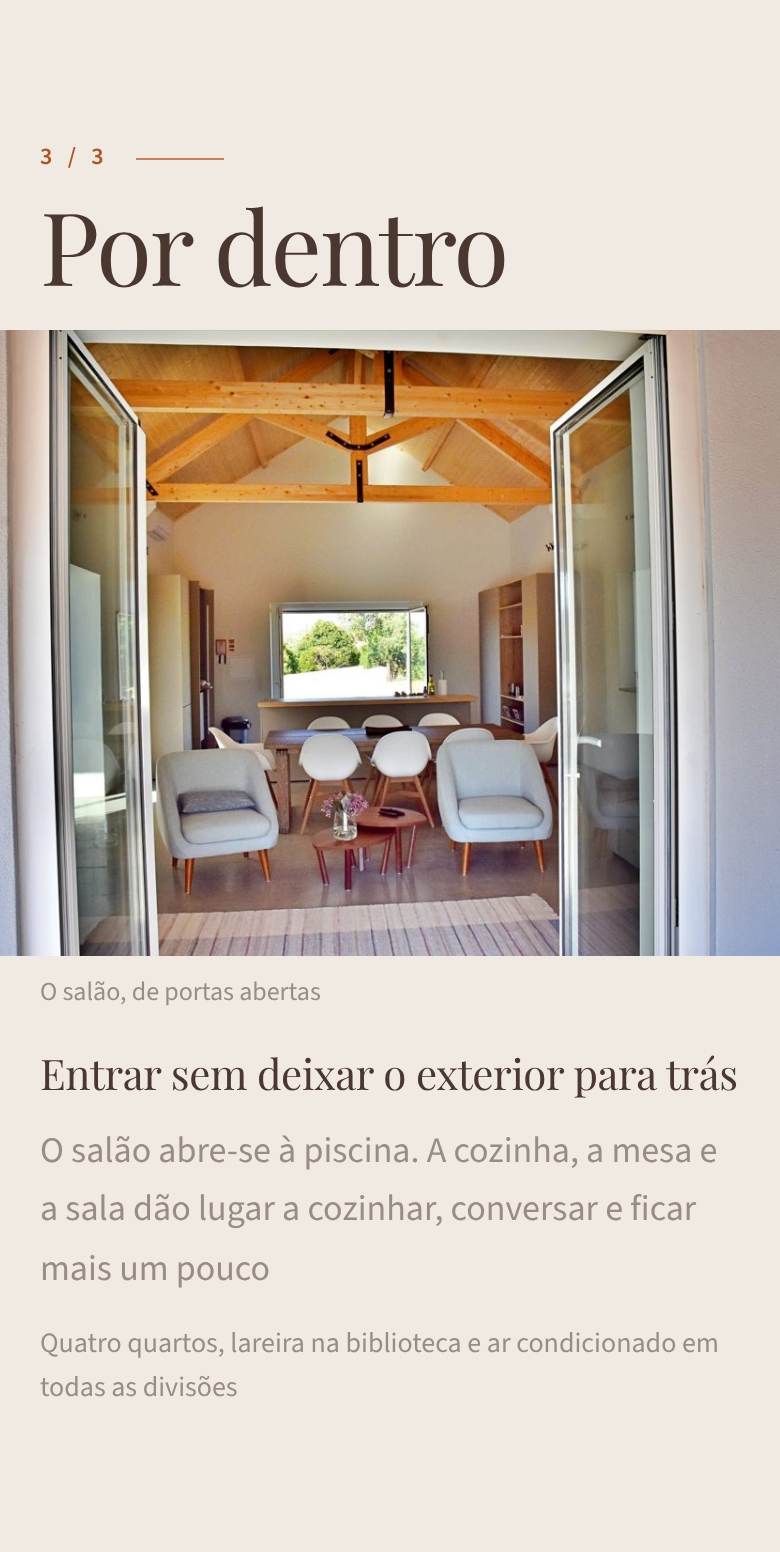 3 / 3
Por dentro
O salão, de portas abertas
Entrar sem deixar o exterior para trás
O salão abre-se à piscina. A cozinha, a mesa e
a sala dão lugar a cozinhar, conversar e ficar
mais um pouco
Quatro quartos, lareira na biblioteca e ar condicionado em
todas as divisões